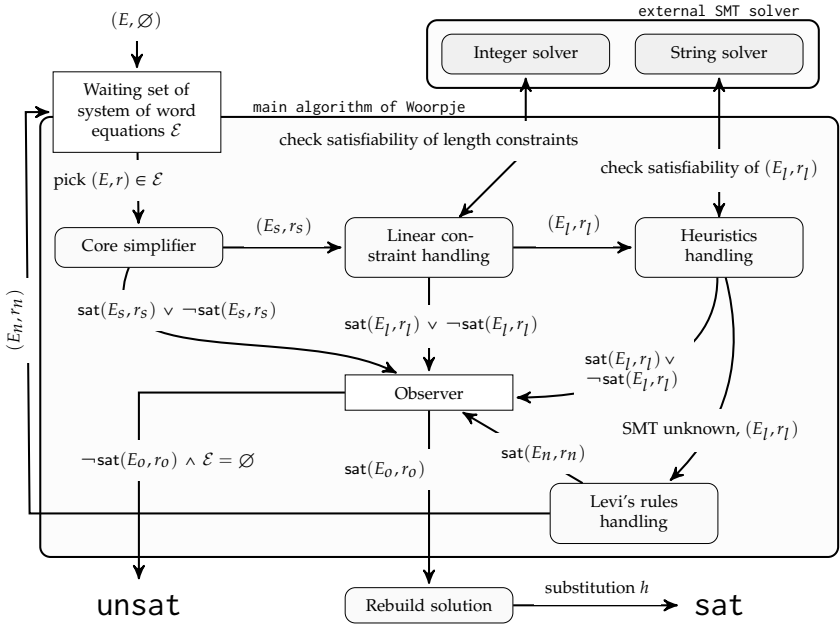 external SMT solver
(E, ∅)
Integer solver
String solver
Waiting set of
system of word
equations ℰ
main algorithm of Woorpje
check satisfiability of length constraints
pick (E, r) ∈ ℰ
check satisfiability of (E_l, r_l)
Core simplifier
(E_s, r_s)
Linear con-
straint handling
(E_l, r_l)
Heuristics
handling
(E_n, r_n)
sat(E_s, r_s) ∨ ¬sat(E_s, r_s)
sat(E_l, r_l) ∨ ¬sat(E_l, r_l)
sat(E_l, r_l) ∨
¬sat(E_l, r_l)
Observer
SMT unknown, (E_l, r_l)
¬sat(E_o, r_o) ∧ ℰ = ∅
sat(E_o, r_o)
sat(E_n, r_n)
Levi's rules
handling
unsat
Rebuild solution
substitution h
sat